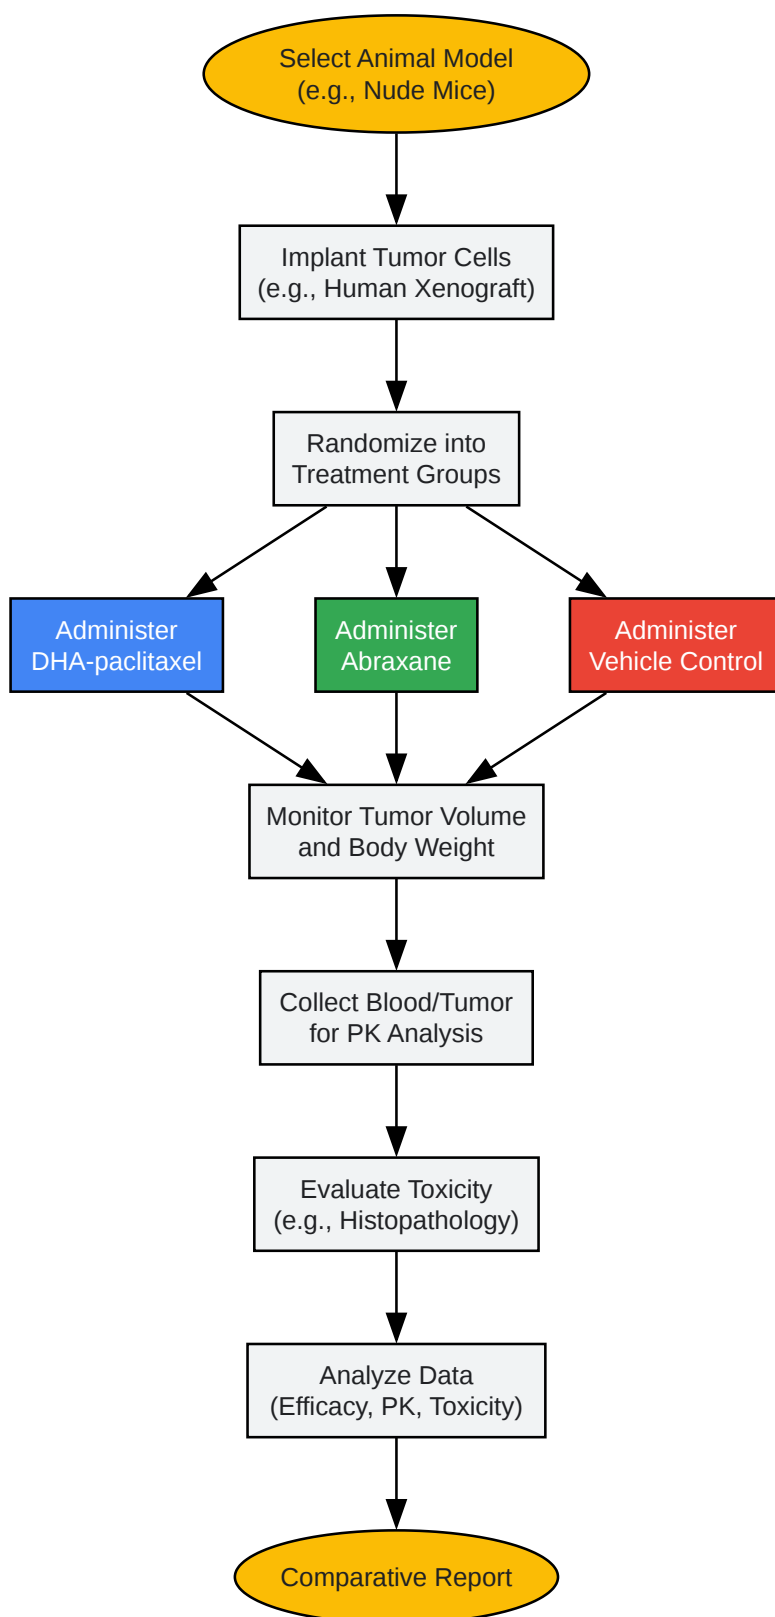 Select Animal Model
(e.g., Nude Mice)
Implant Tumor Cells
(e.g., Human Xenograft)
Randomize into
Treatment Groups
Administer
DHA-paclitaxel
Administer
Abraxane
Administer
Vehicle Control
Monitor Tumor Volume
and Body Weight
Collect Blood/Tumor
for PK Analysis
Evaluate Toxicity
(e.g., Histopathology)
Analyze Data
(Efficacy, PK, Toxicity)
Comparative Report